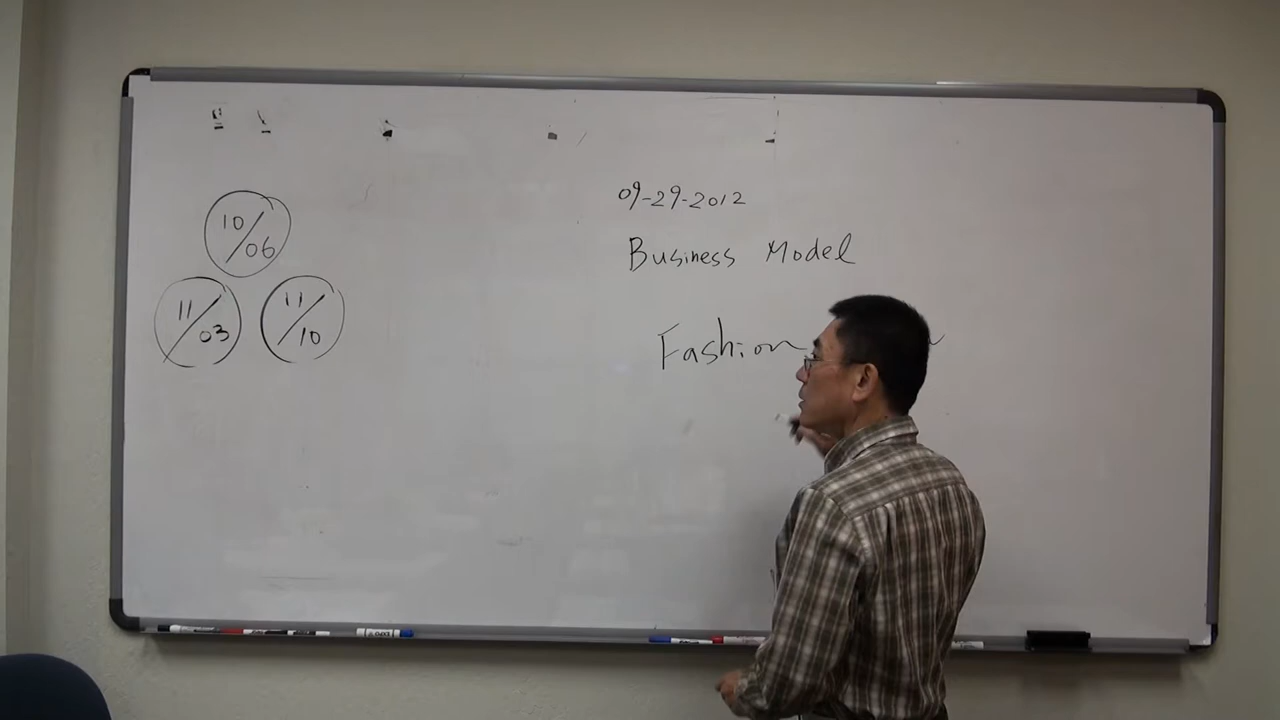 10/06
11/03
11/10
09-29-2012
Business Model
Fashion